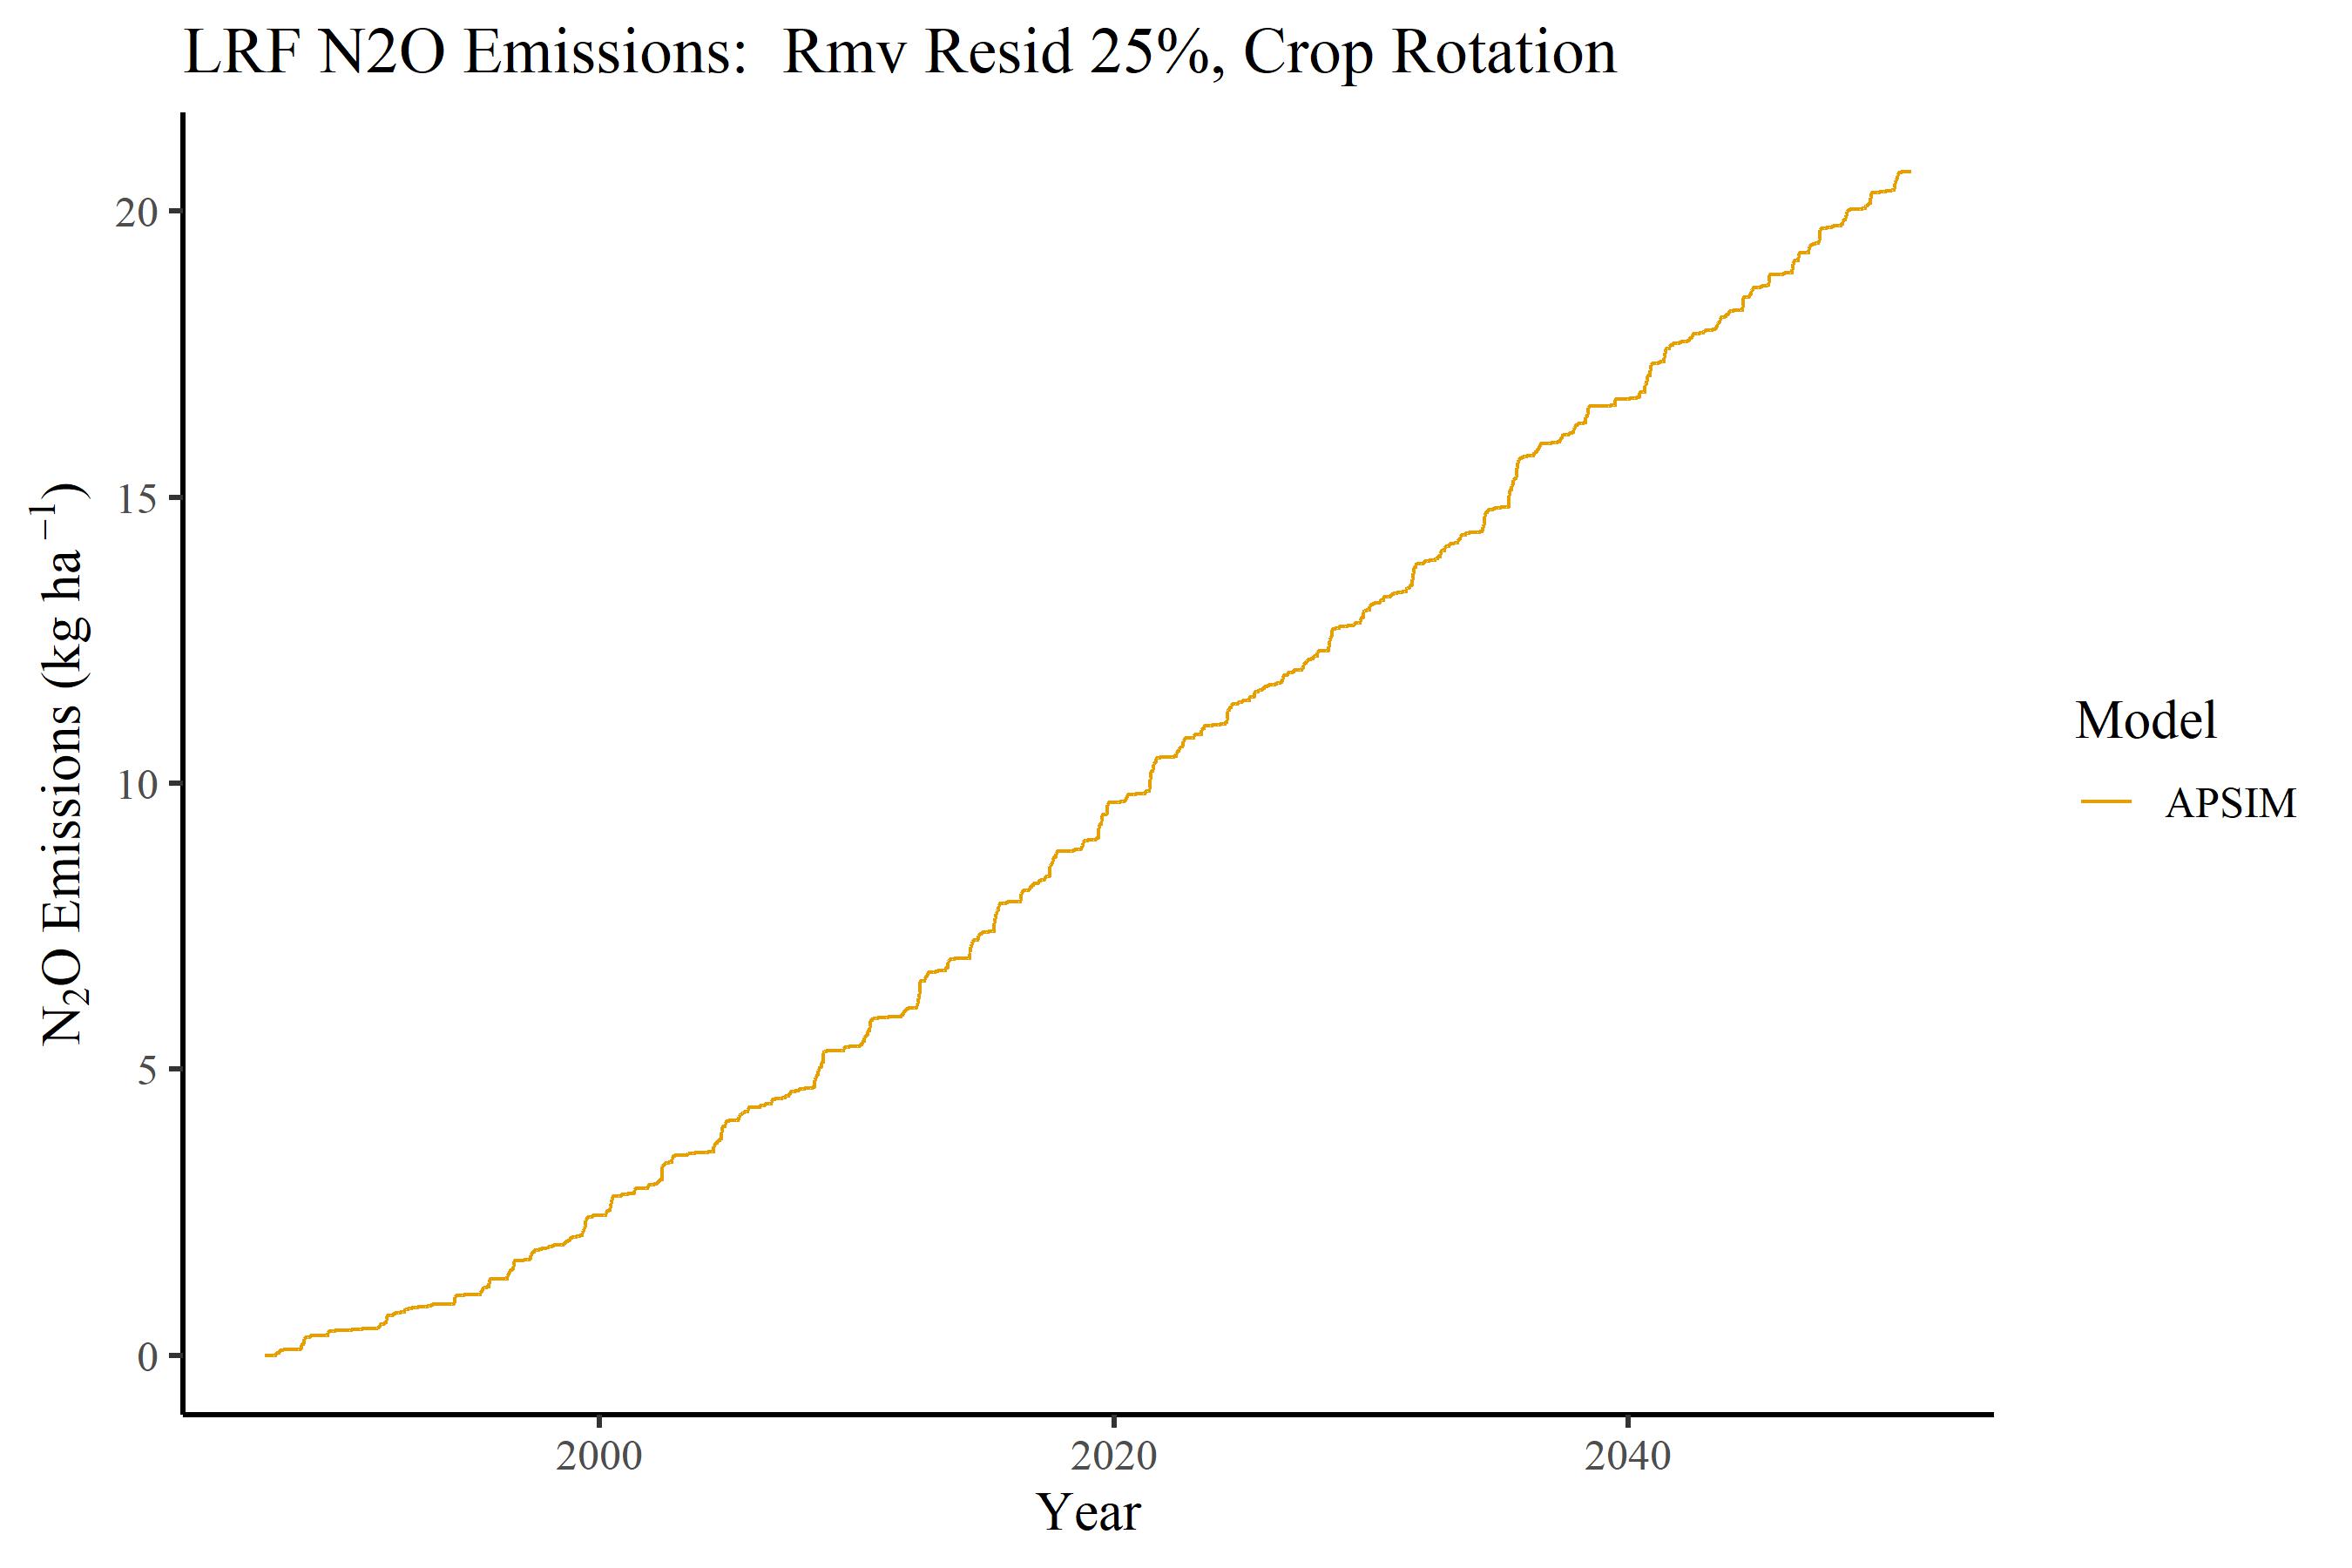 LRF N2O Emissions:  Rmv Resid 25%, Crop Rotation
N₂O Emissions (kg ha ⁻¹)
20
15
10
5
0
2000 2020 2040
Year
Model
APSIM